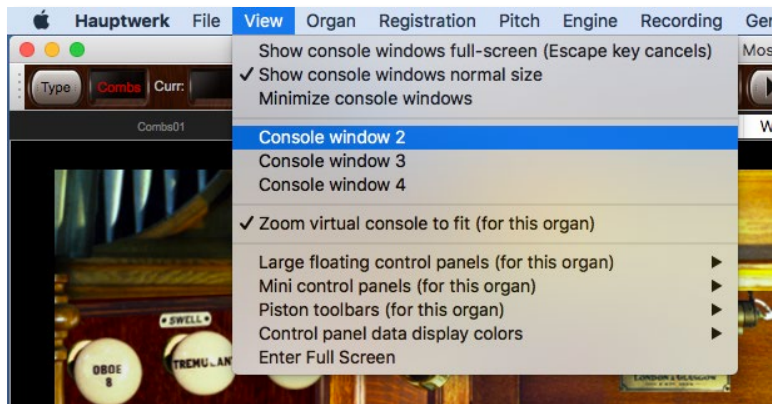 Hauptwerk File View Organ Registration Pitch Engine Recording
Show console windows full-screen (Escape key cancels)
Show console windows normal size
Minimize console windows
Type Combs Curr:
Combs01
Console window 2
Console window 3
Console window 4
Zoom virtual console to fit (for this organ)
Large floating control panels (for this organ)
Mini control panels (for this organ)
Piston toolbars (for this organ)
Control panel data display colors
Enter Full Screen
SWELL
OBOE
8